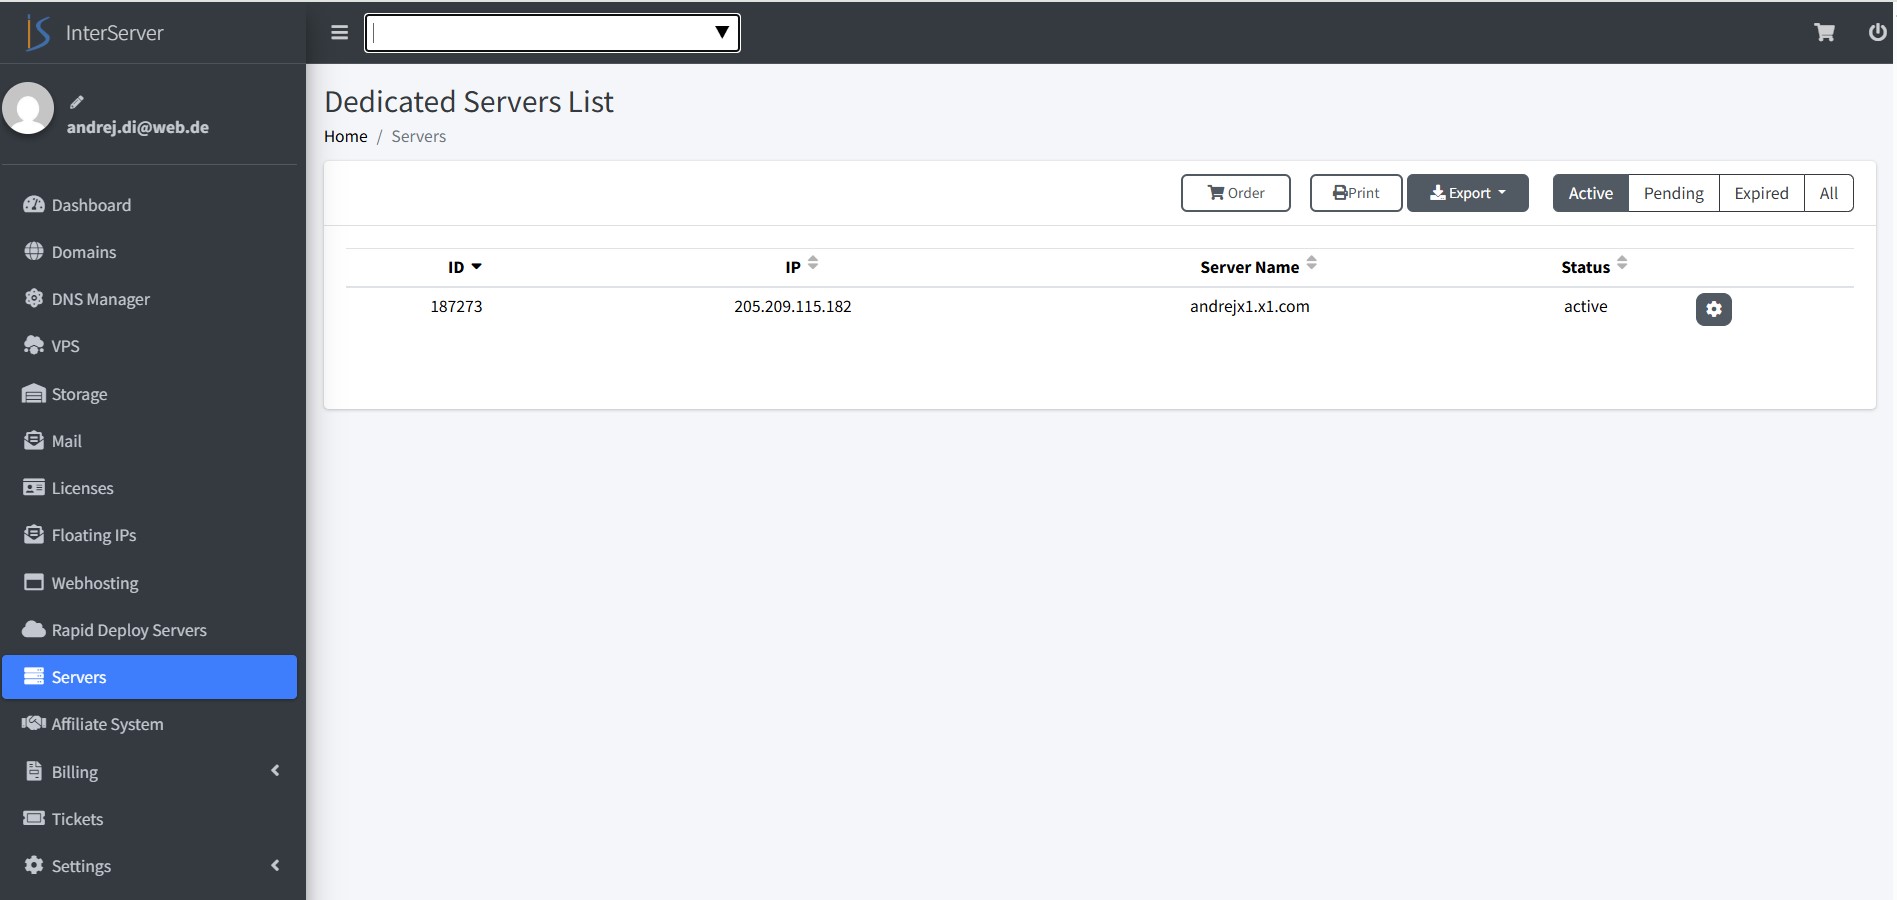 InterServer
andrej.di@web.de
Dashboard
Domains
DNS Manager
VPS
Storage
Mail
Licenses
Floating IPs
Webhosting
Rapid Deploy Servers
Servers
Affiliate System
Billing
Tickets
Settings
Dedicated Servers List
Home / Servers
Order Print Export Active Pending Expired All
ID IP Server Name Status
187273 205.209.115.182 andrejx1.x1.com active